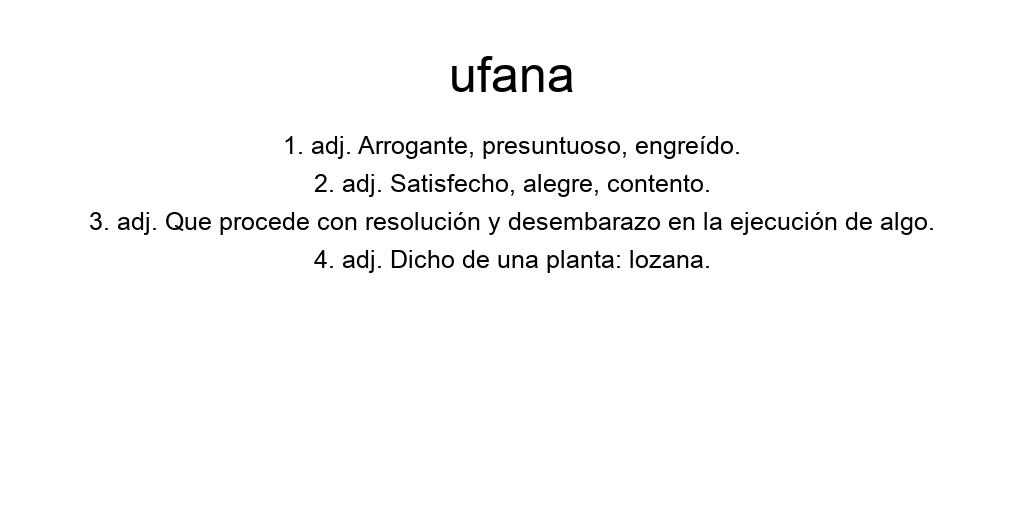 ufana
1. adj. Arrogante, presuntuoso, engreído.
2. adj. Satisfecho, alegre, contento.
3. adj. Que procede con resolución y desembarazo en la ejecución de algo.
4. adj. Dicho de una planta: lozana.